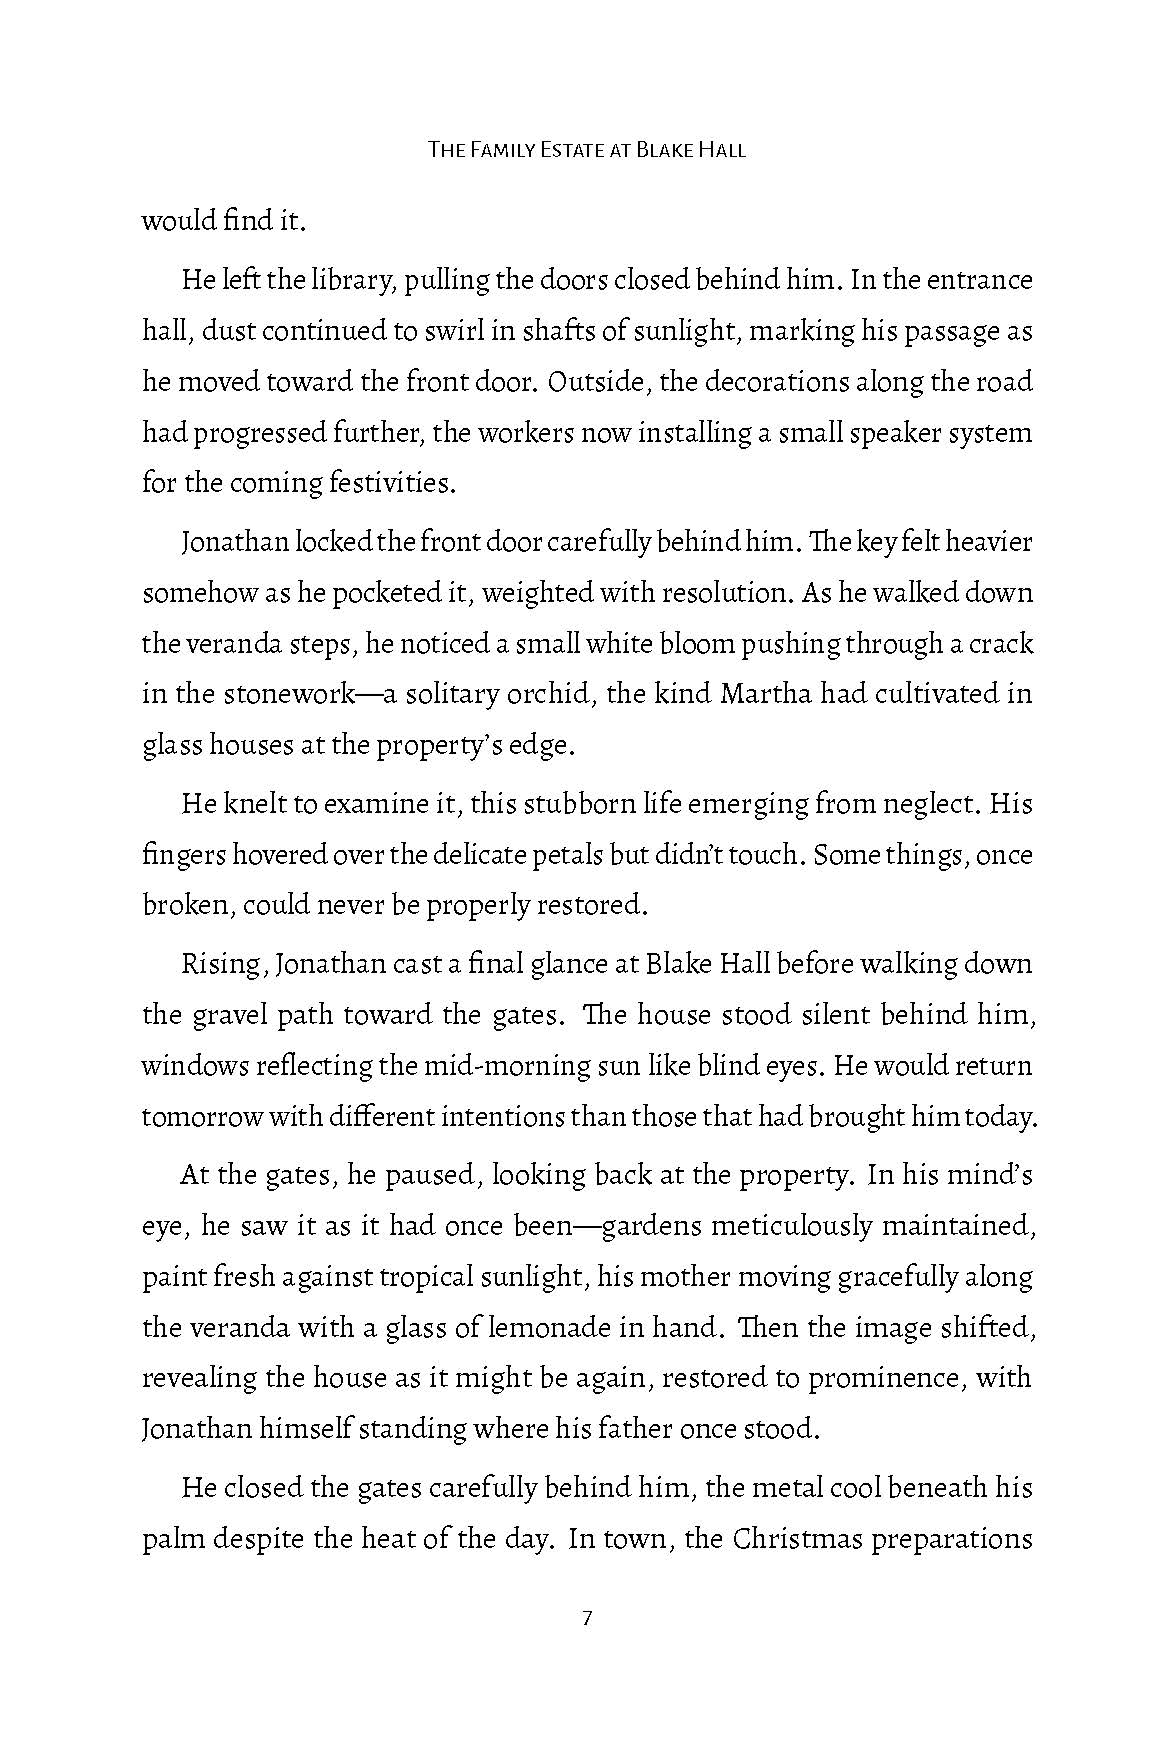 The Family Estate at Blake Hall
would find it.
He left the library, pulling the doors closed behind him. In the entrance
hall, dust continued to swirl in shafts of sunlight, marking his passage as
he moved toward the front door. Outside, the decorations along the road
had progressed further, the workers now installing a small speaker system
for the coming festivities.
Jonathan locked the front door carefully behind him. The key felt heavier
somehow as he pocketed it, weighted with resolution. As he walked down
the veranda steps, he noticed a small white bloom pushing through a crack
in the stonework—a solitary orchid, the kind Martha had cultivated in
glass houses at the property’s edge.
He knelt to examine it, this stubborn life emerging from neglect. His
fingers hovered over the delicate petals but didn’t touch. Some things, once
broken, could never be properly restored.
Rising, Jonathan cast a final glance at Blake Hall before walking down
the gravel path toward the gates. The house stood silent behind him,
windows reflecting the mid-morning sun like blind eyes. He would return
tomorrow with different intentions than those that had brought him today.
At the gates, he paused, looking back at the property. In his mind’s
eye, he saw it as it had once been—gardens meticulously maintained,
paint fresh against tropical sunlight, his mother moving gracefully along
the veranda with a glass of lemonade in hand. Then the image shifted,
revealing the house as it might be again, restored to prominence, with
Jonathan himself standing where his father once stood.
He closed the gates carefully behind him, the metal cool beneath his
palm despite the heat of the day. In town, the Christmas preparations
7